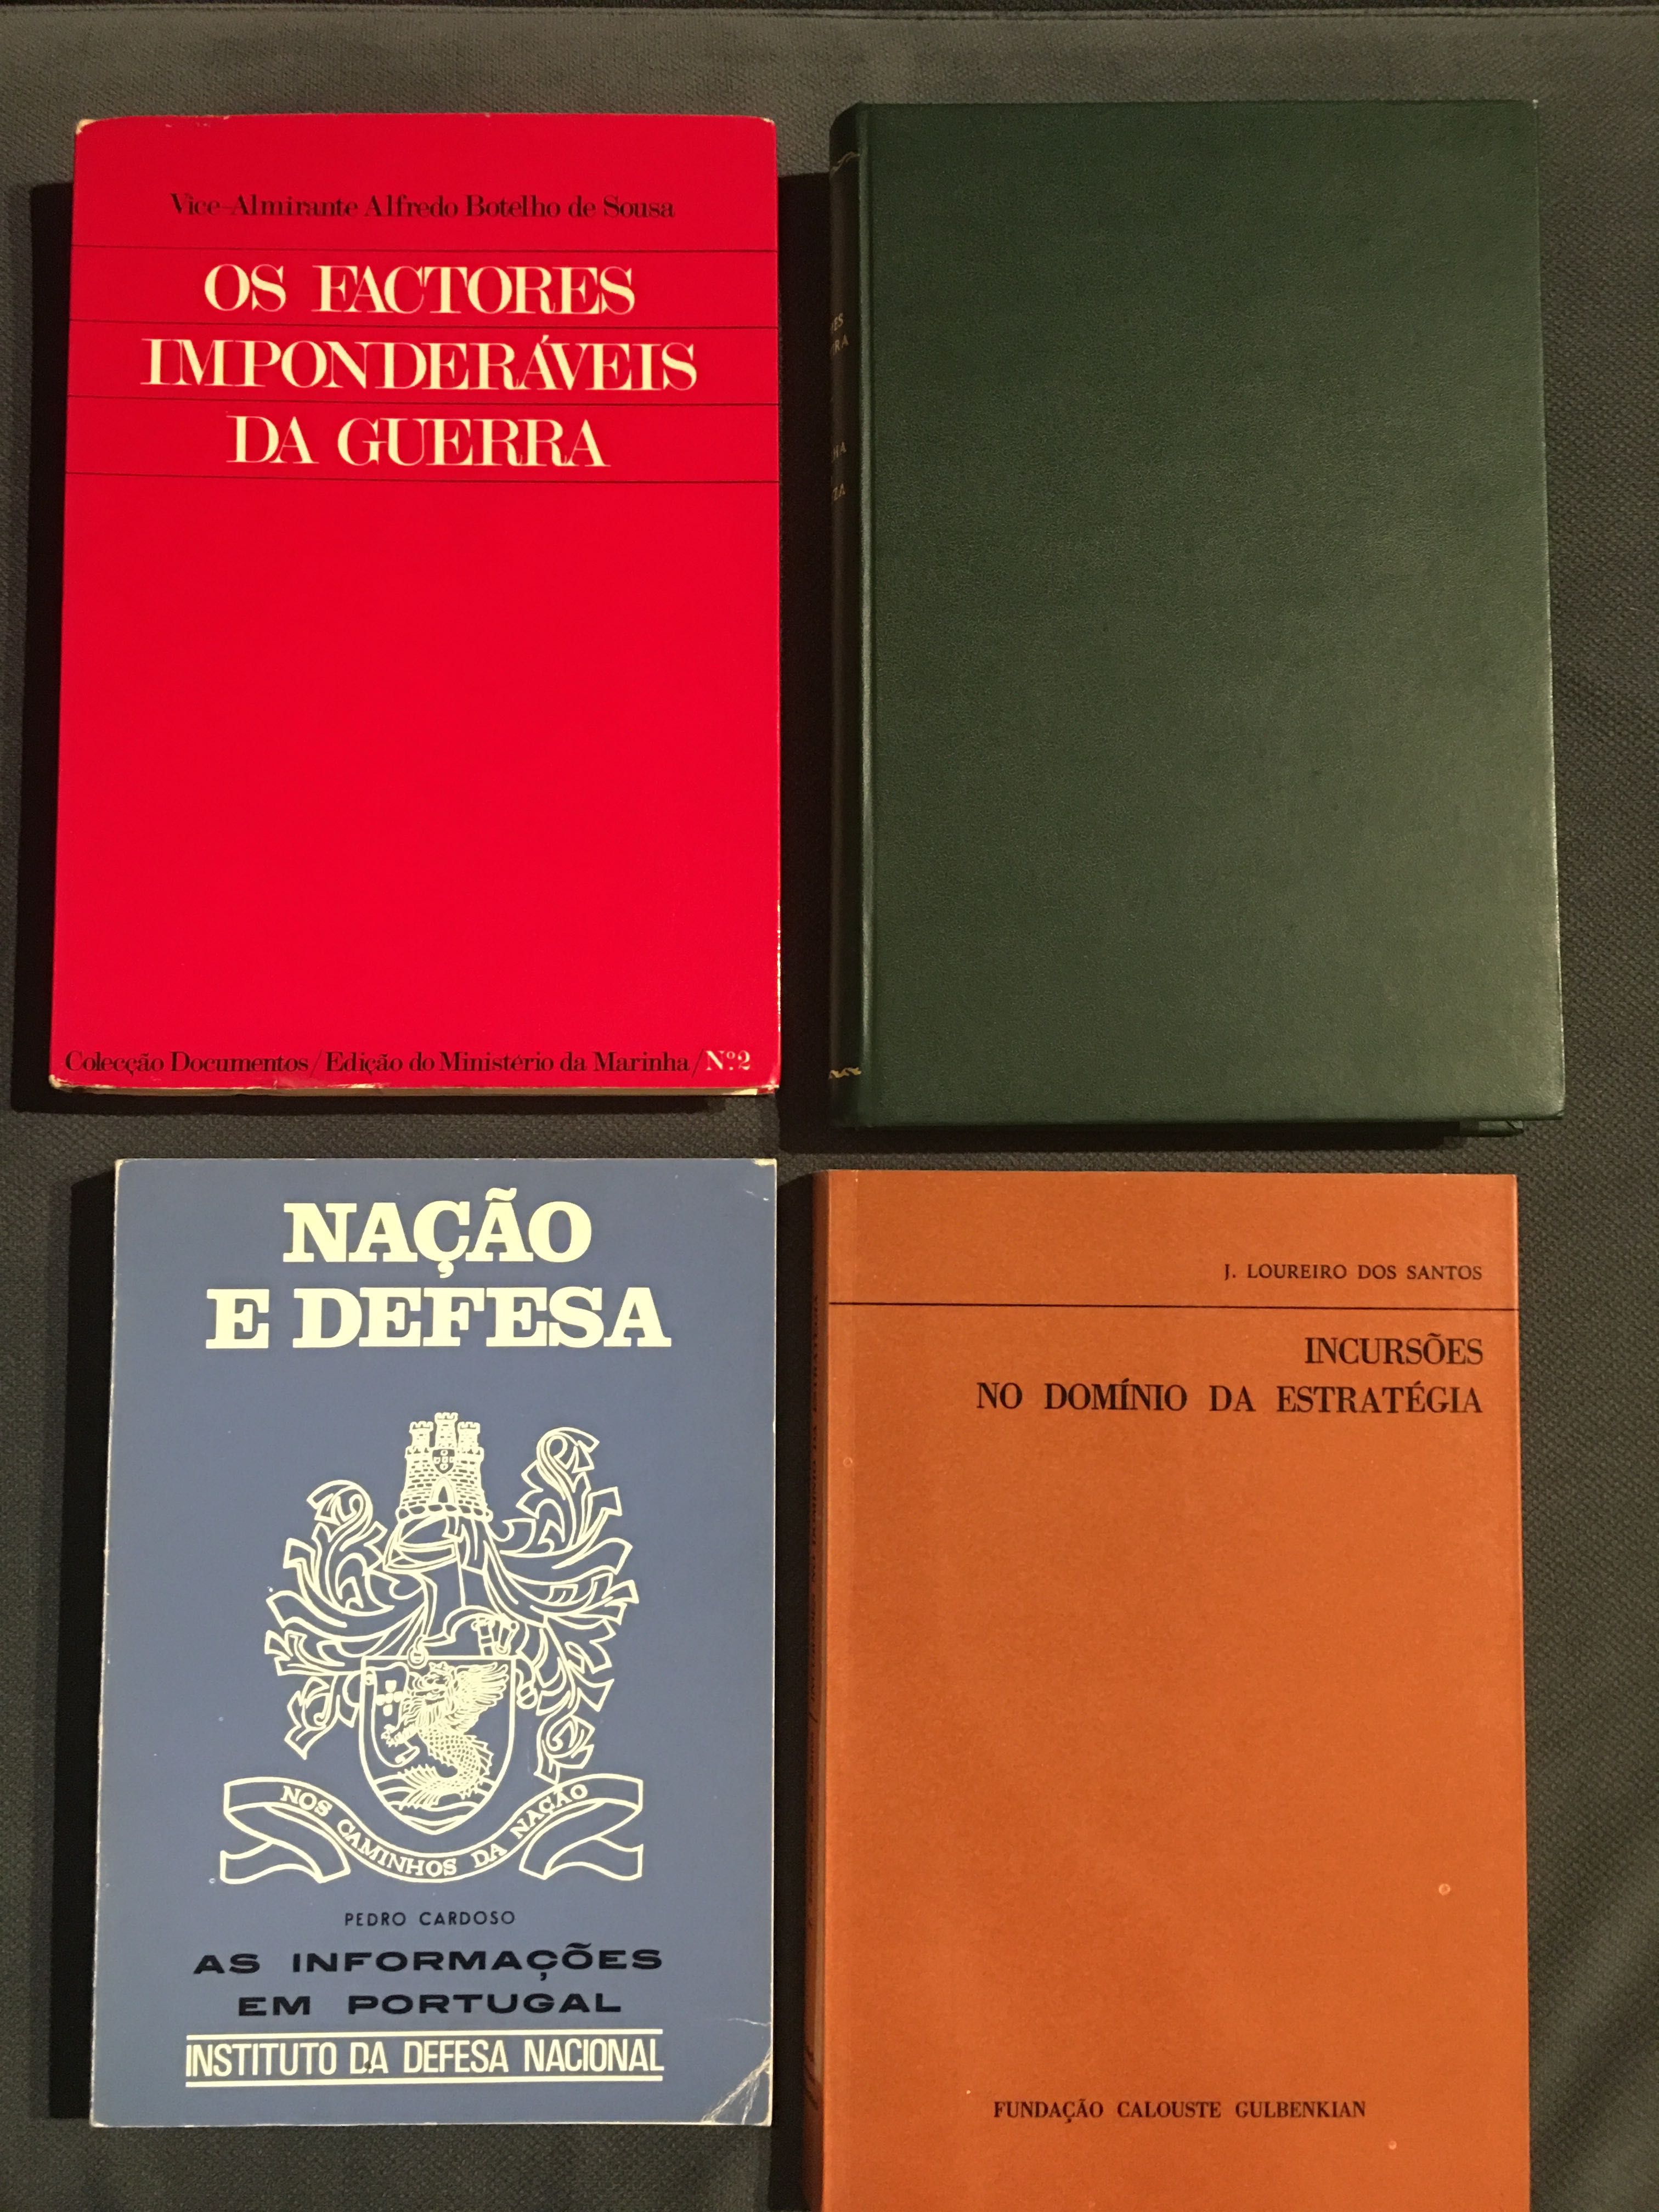 Vice-Almirante Alfredo Botelho de Sousa
OS FACTORES
IMPONDERÁVEIS
DA GUERRA
Colecção Documentos/Edição do Ministério da Marinha/Nº2
NAÇÃO
E DEFESA
NOS CAMINHOS DA NAÇÃO
PEDRO CARDOSO
AS INFORMAÇÕES
EM PORTUGAL
INSTITUTO DA DEFESA NACIONAL
J. LOUREIRO DOS SANTOS
INCURSÕES
NO DOMÍNIO DA ESTRATÉGIA
FUNDAÇÃO CALOUSTE GULBENKIAN